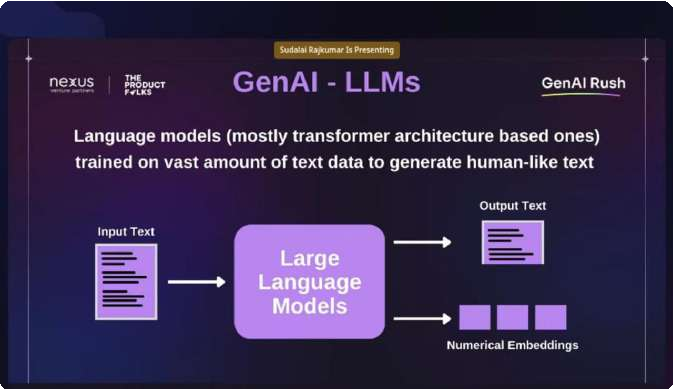 Sudalai Rajkumar Is Presenting
nexus
venture partners
THE
PRODUCT
FOLKS
GenAI - LLMs
GenAI Rush
Language models (mostly transformer architecture based ones)
trained on vast amount of text data to generate human-like text
Input Text
Large
Language
Models
Output Text
Numerical Embeddings